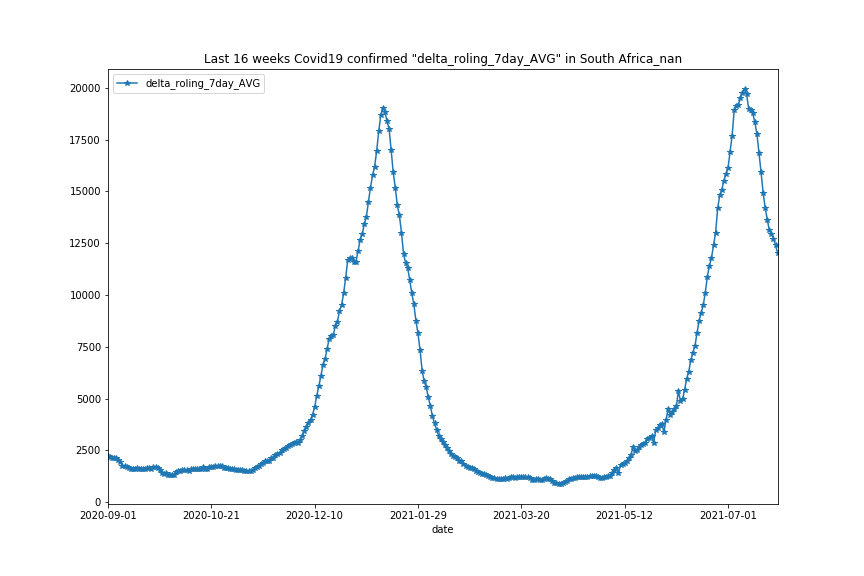 Last 16 weeks Covid19 confirmed "delta_roling_7day_AVG" in South Africa_nan
delta_roling_7day_AVG
20000
17500
15000
12500
10000
7500
5000
2500
0
2020-09-01 2020-10-21 2020-12-10 2021-01-29 2021-03-20 2021-05-12 2021-07-01
date